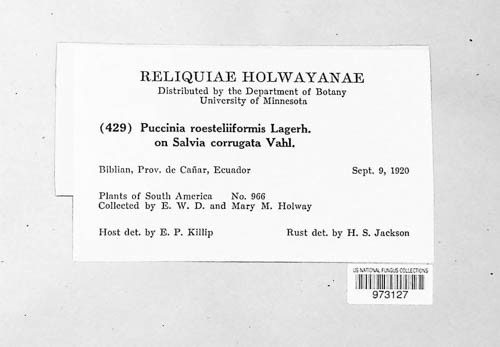 RELIQUIAE HOLWAYANAE
Distributed by the Department of Botany
University of Minnesota
(429) Puccinia roesteliiformis Lagerh.
on Salvia corrugata Vahl.
Biblian, Prov. de Cañar, Ecuador Sept. 9, 1920
Plants of South America No. 966
Collected by E. W. D. and Mary M. Holway
Host det. by E. P. Killip Rust det. by H. S. Jackson
US NATIONAL FUNGUS COLLECTIONS
973127